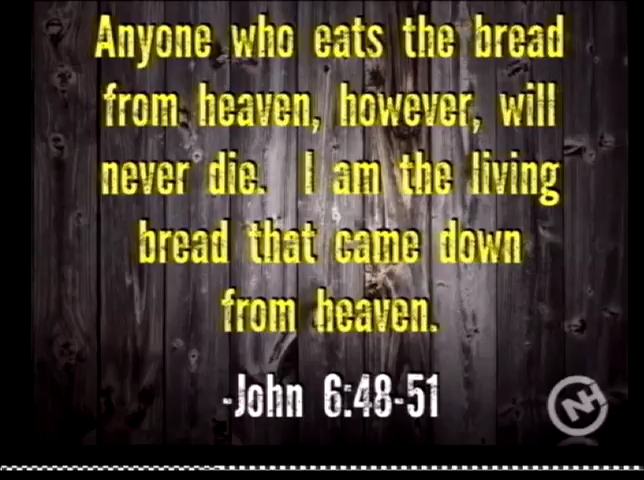 Anyone who eats the bread
from heaven, however, will
never die. I am the living
bread that came down
from heaven.
-John 6:48-51
NH